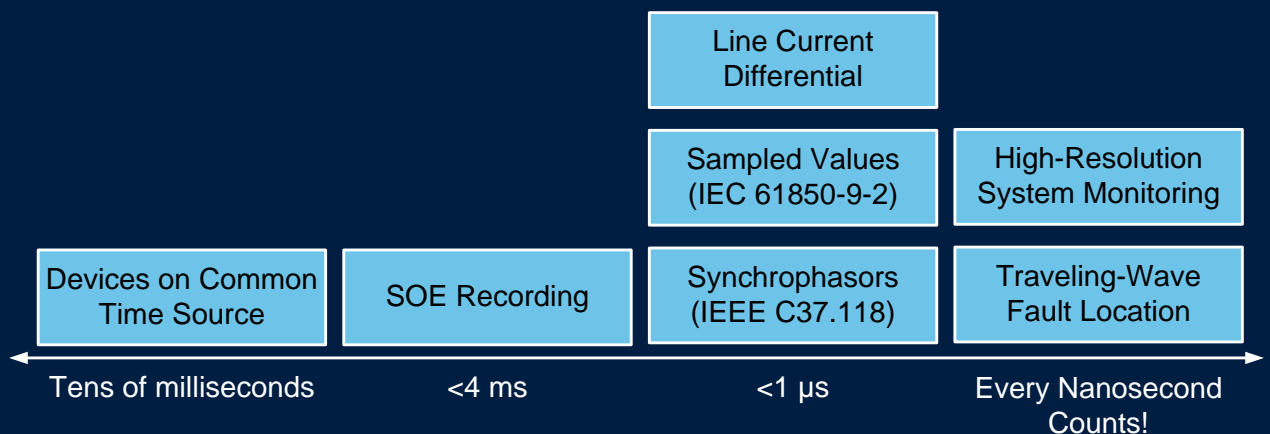 Line Current
Differential
Sampled Values
(IEC 61850-9-2)
High-Resolution
System Monitoring
Devices on Common
Time Source
SOE Recording
Synchrophasors
(IEEE C37.118)
Traveling-Wave
Fault Location
Tens of milliseconds
<4 ms
<1 µs
Every Nanosecond
Counts!